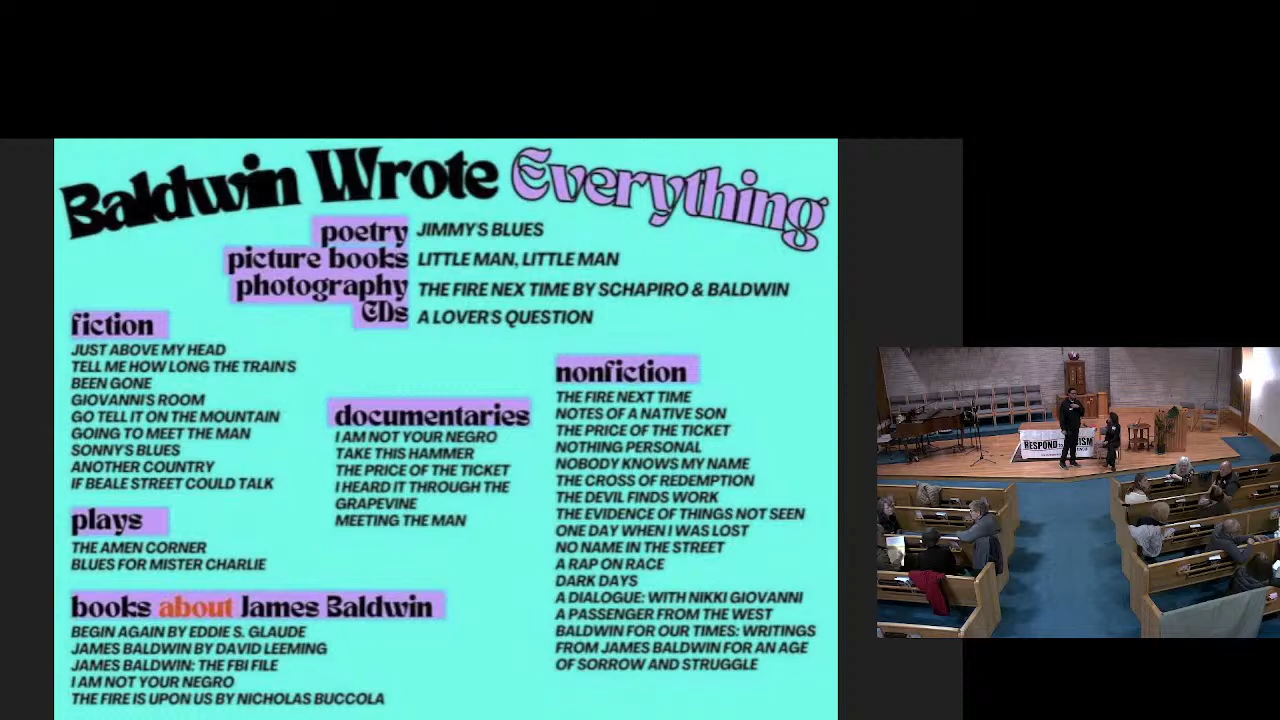 Baldwin Wrote Everything
poetry JIMMY'S BLUES
picture books LITTLE MAN, LITTLE MAN
photography THE FIRE NEX TIME BY SCHAPIRO & BALDWIN
CDs A LOVER'S QUESTION
fiction
JUST ABOVE MY HEAD
TELL ME HOW LONG THE TRAIN'S
BEEN GONE
GIOVANNI'S ROOM
GO TELL IT ON THE MOUNTAIN
GOING TO MEET THE MAN
SONNY'S BLUES
ANOTHER COUNTRY
IF BEALE STREET COULD TALK
plays
THE AMEN CORNER
BLUES FOR MISTER CHARLIE
documentaries
I AM NOT YOUR NEGRO
TAKE THIS HAMMER
THE PRICE OF THE TICKET
I HEARD IT THROUGH THE
GRAPEVINE
MEETING THE MAN
books about James Baldwin
BEGIN AGAIN BY EDDIE S. GLAUDE
JAMES BALDWIN BY DAVID LEEMING
JAMES BALDWIN: THE FBI FILE
I AM NOT YOUR NEGRO
THE FIRE IS UPON US BY NICHOLAS BUCCOLA
nonfiction
THE FIRE NEXT TIME
NOTES OF A NATIVE SON
THE PRICE OF THE TICKET
NOTHING PERSONAL
NOBODY KNOWS MY NAME
THE CROSS OF REDEMPTION
THE DEVIL FINDS WORK
THE EVIDENCE OF THINGS NOT SEEN
ONE DAY WHEN I WAS LOST
NO NAME IN THE STREET
A RAP ON RACE
DARK DAYS
A DIALOGUE: WITH NIKKI GIOVANNI
A PASSENGER FROM THE WEST
BALDWIN FOR OUR TIMES: WRITINGS
FROM JAMES BALDWIN FOR AN AGE
OF SORROW AND STRUGGLE
RESPOND